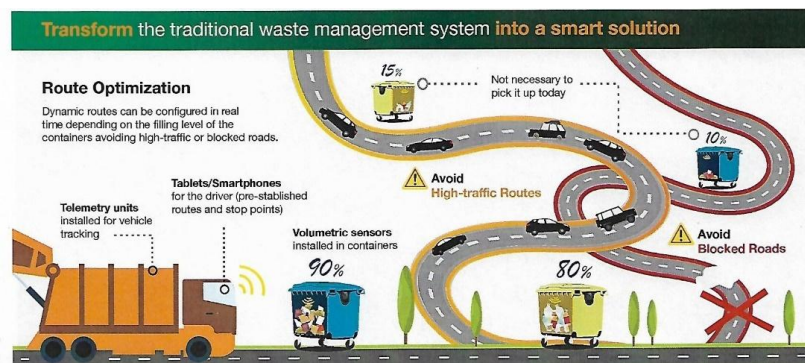 Transform the traditional waste management system into a smart solution
Route Optimization
Dynamic routes can be configured in real
time depending on the filling level of the
containers avoiding high-traffic or blocked roads.
15%
Not necessary to
pick it up today
10%
Avoid
High-traffic Routes
Tablets/Smartphones
for the driver (pre-stablished
routes and stop points)
Telemetry units
installed for vehicle
tracking
Volumetric sensors
installed in containers
90%
80%
Avoid
Blocked Roads